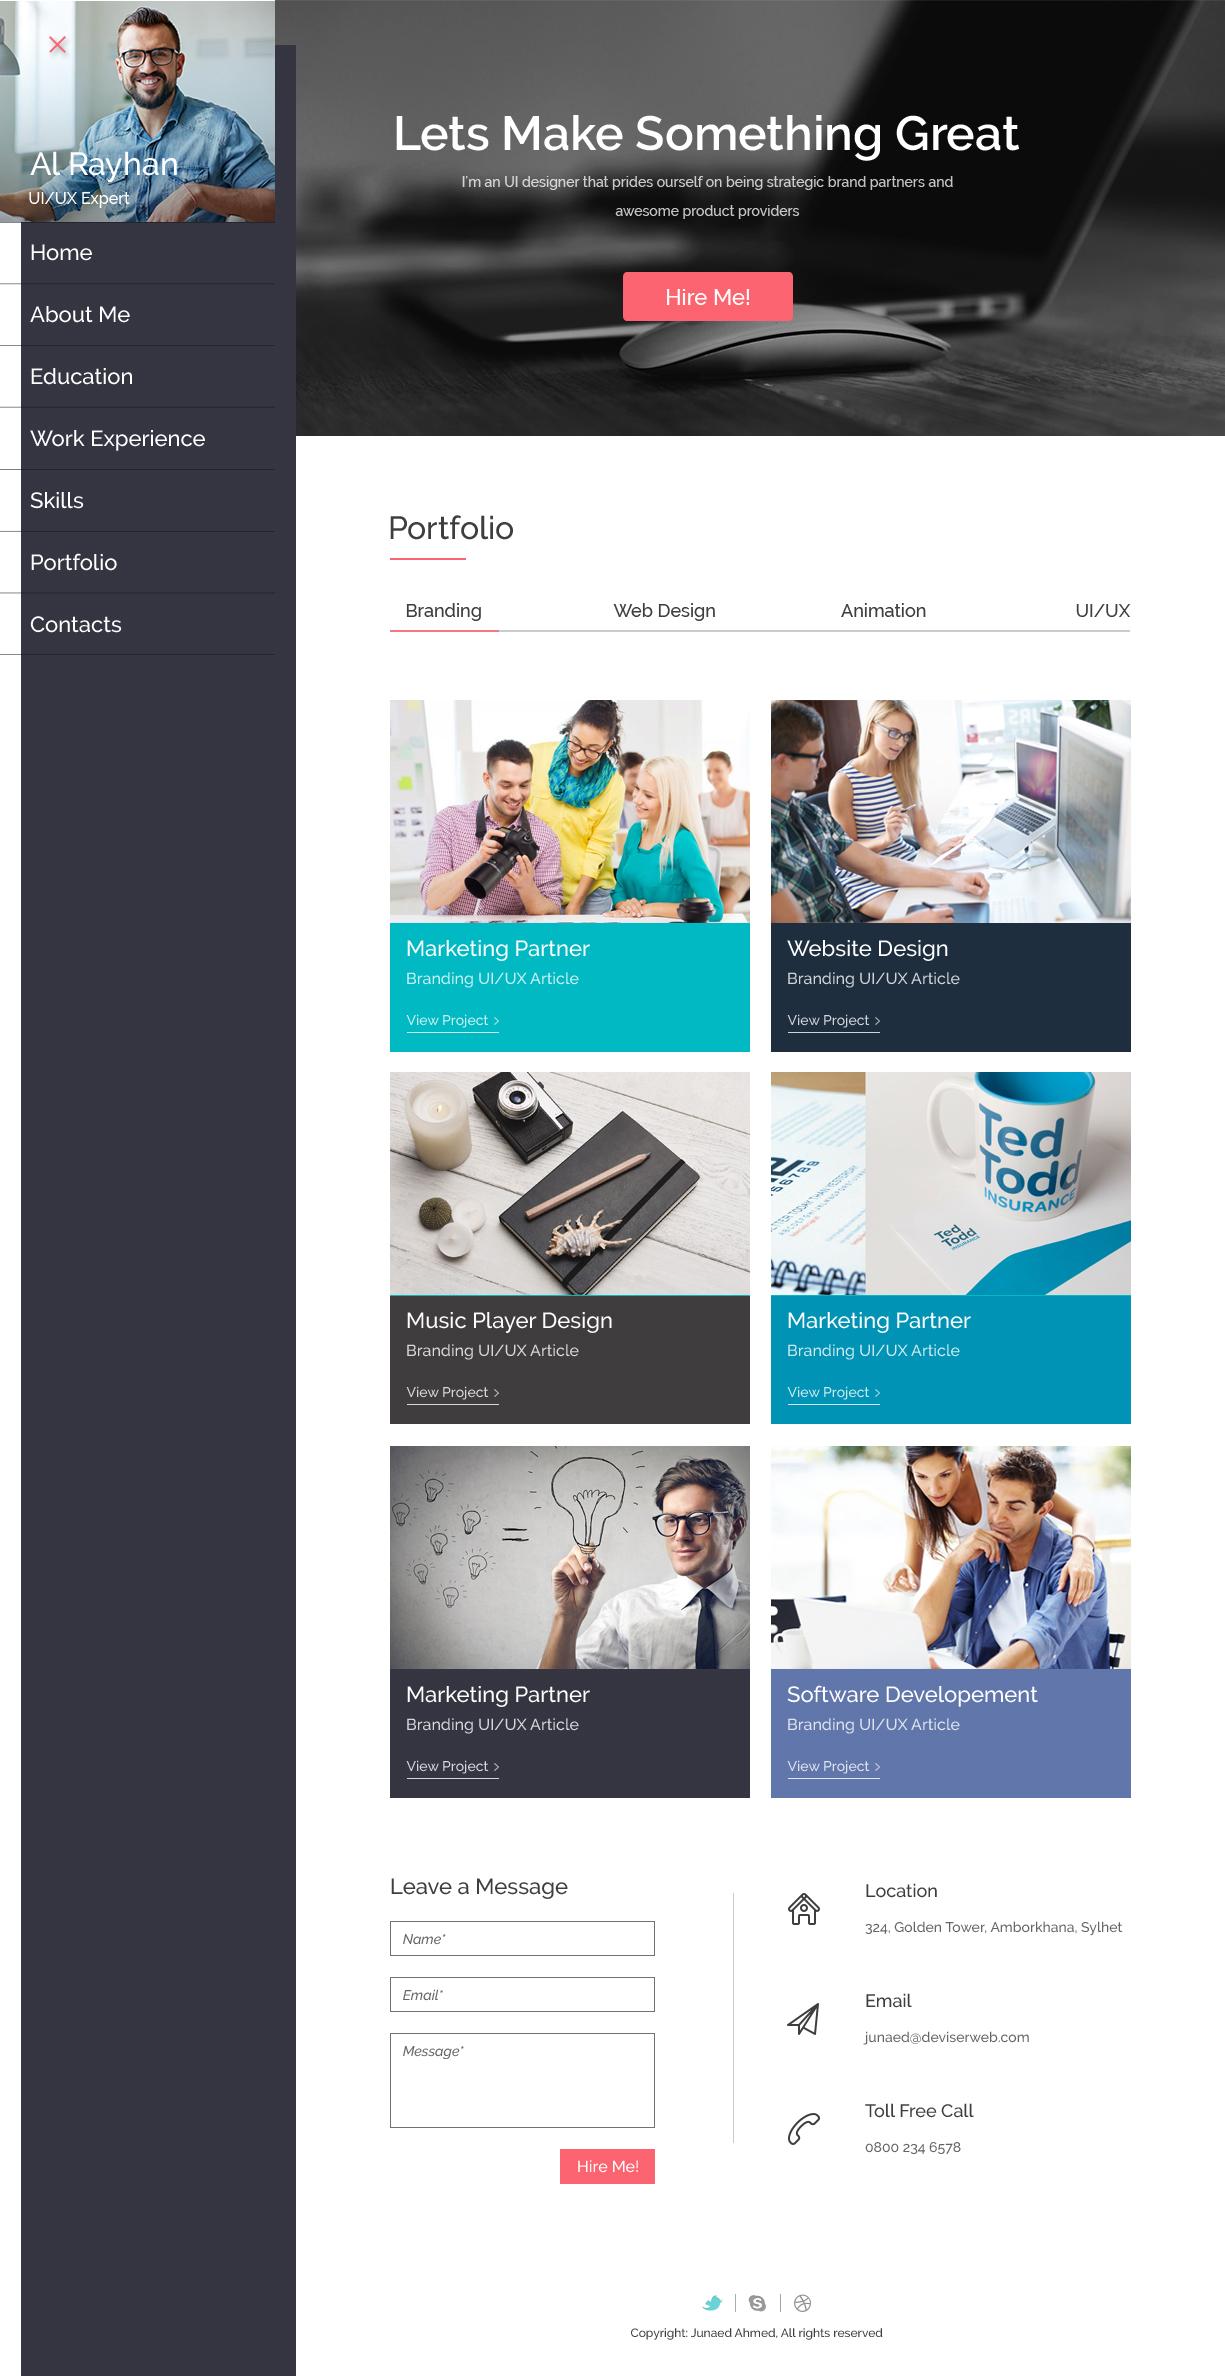 Al Rayhan
UI/UX Expert
Home
About Me
Education
Work Experience
Skills
Portfolio
Contacts
Lets Make Something Great
I'm an UI designer that prides ourself on being strategic brand partners and
awesome product providers
Hire Me!
Portfolio
Branding
Web Design
Animation
UI/UX
Marketing Partner
Branding UI/UX Article
View Project >
Website Design
Branding UI/UX Article
View Project >
Music Player Design
Branding UI/UX Article
View Project >
Ted
Todd
INSURANCE
Ted
Todd
INSURANCE
Marketing Partner
Branding UI/UX Article
View Project >
Marketing Partner
Branding UI/UX Article
View Project >
Software Developement
Branding UI/UX Article
View Project >
Leave a Message
Name*
Email*
Message*
Hire Me!
Location
324, Golden Tower, Amborkhana, Sylhet
Email
junaed@deviserweb.com
Toll Free Call
0800 234 6578
Copyright: Junaed Ahmed, All rights reserved